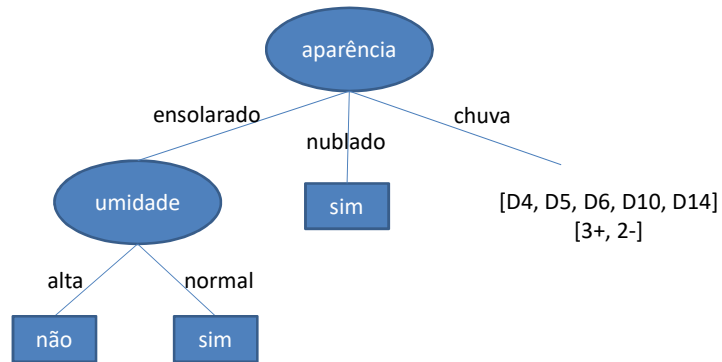 aparência
ensolarado
nublado
chuva
umidade
sim
[D4, D5, D6, D10, D14]
[3+, 2-]
alta
normal
não
sim